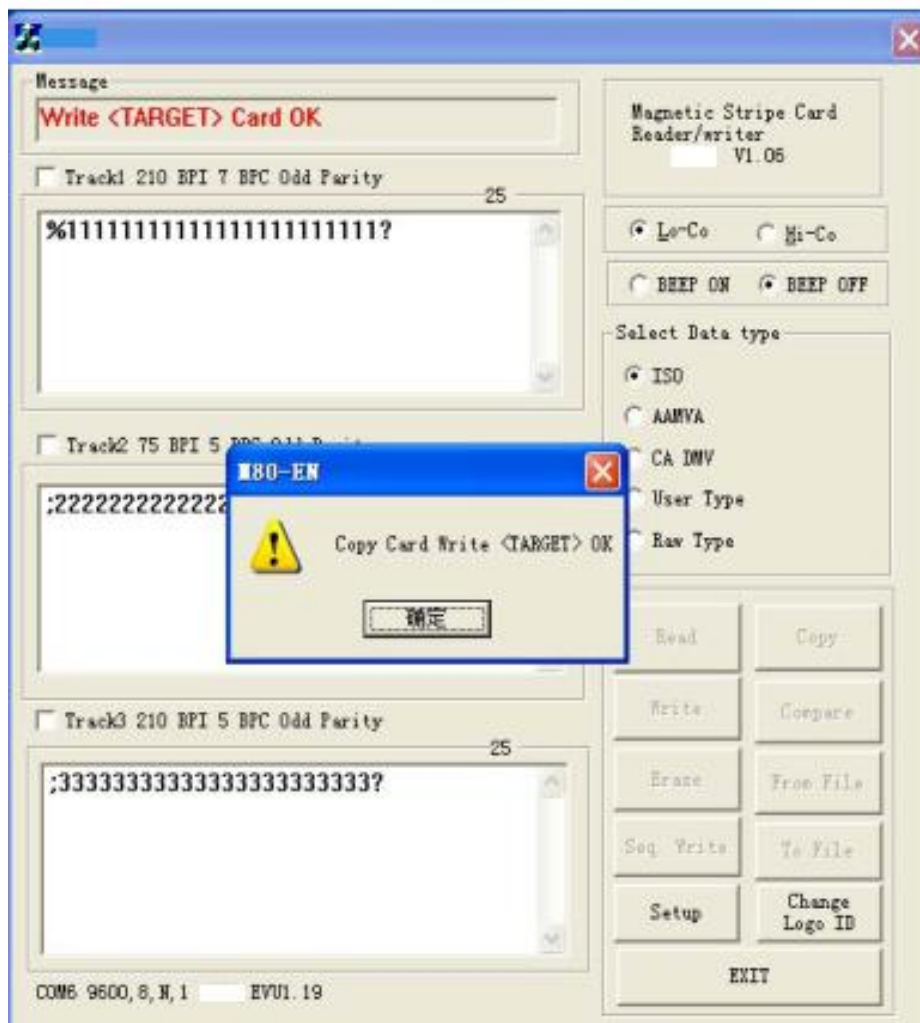 Message
Write <TARGET> Card OK
Magnetic Stripe Card
Reader/writer
V1.06
Track1 210 BPI 7 BPC Odd Parity
25
%11111111111111111111111?
Lo-Co
Hi-Co
BEEP ON
BEEP OFF
Select Data type
ISO
AAMVA
CA DMV
User Type
Raw Type
Track2 75 BPI 5
;2222222222222
M80-EN
Copy Card Write <TARGET> OK
确定
Track3 210 BPI 5 BPC Odd Parity
25
;33333333333333333333333?
Read
Copy
Write
Compare
Erase
From File
Seq. Write
To File
Setup
Change
Logo ID
EXIT
COM6 9600,8,N,1
EVU1.19